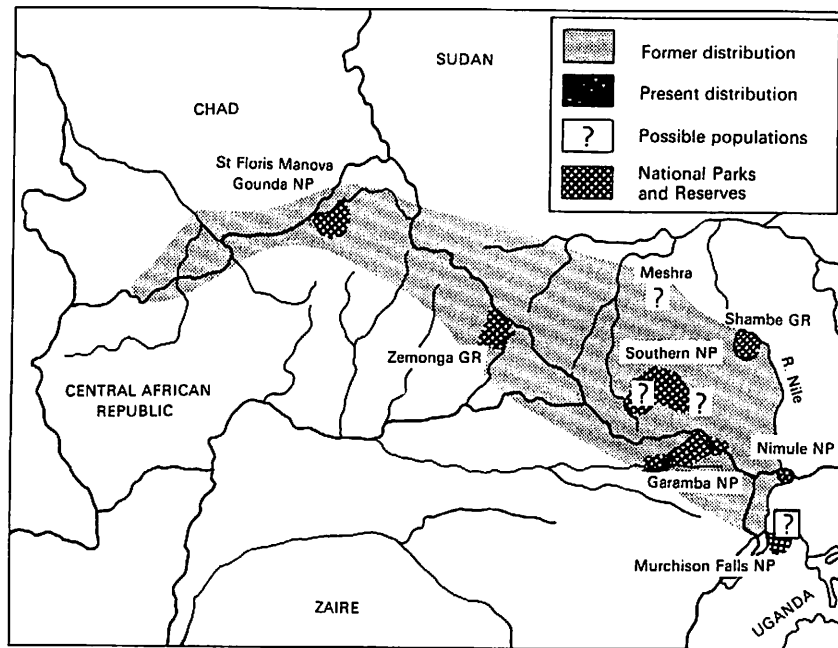 SUDAN
CHAD
St Floris Manova
Gounda NP
Former distribution
Present distribution
?
Possible populations
National Parks
and Reserves
Meshra
?
Shambe GR
Southern NP
Zemonga GR
R. Nile
?
?
CENTRAL AFRICAN
REPUBLIC
Nimule NP
Garamba NP
?
Murchison Falls NP
ZAIRE
UGANDA